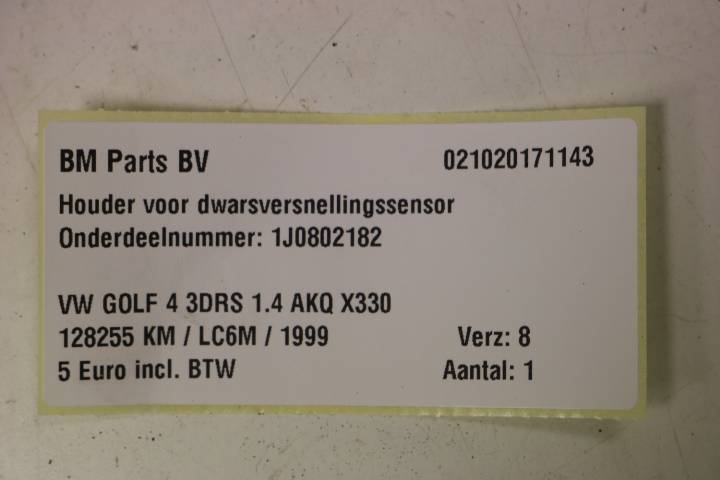 BM Parts BV 021020171143
Houder voor dwarsversnellingssensor
Onderdeelnummer: 1J0802182
VW GOLF 4 3DRS 1.4 AKQ X330
128255 KM / LC6M / 1999 Verz: 8
5 Euro incl. BTW Aantal: 1